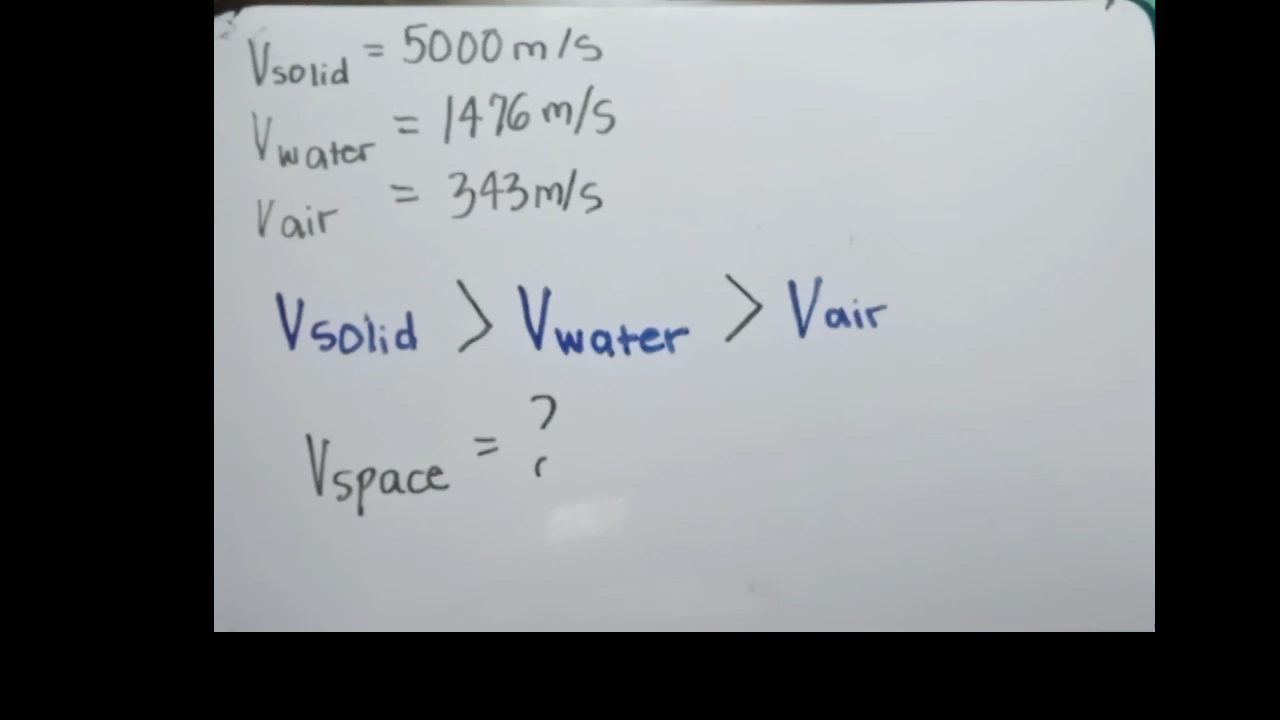 Vsolid = 5000 m/s
Vwater = 1476 m/s
Vair = 343 m/s
Vsolid > Vwater > Vair
Vspace = ?